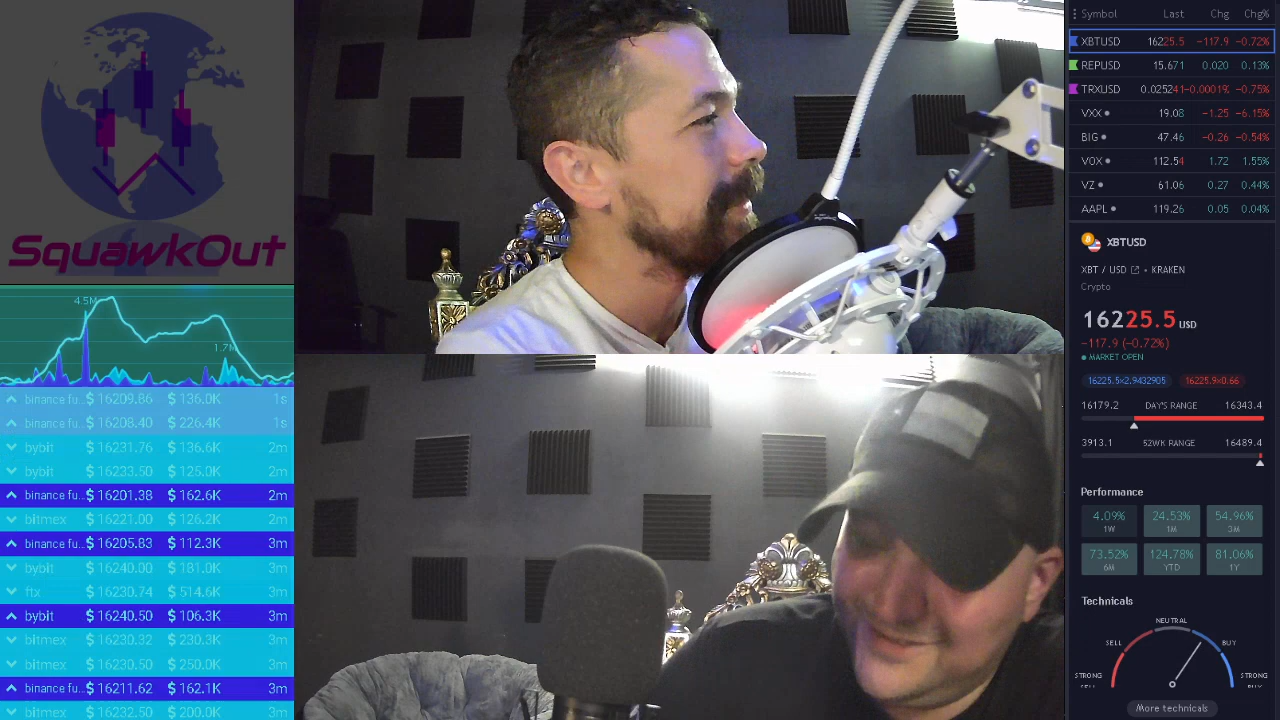 SquawkOut
4.5M
1.7M
binance fu... $ 16209.86 $ 136.0K 1s
binance fu... $ 16208.40 $ 226.4K 1s
bybit $ 16231.76 $ 136.6K 2m
bybit $ 16233.50 $ 125.0K 2m
binance fu... $ 16201.38 $ 162.6K 2m
bitmex $ 16221.00 $ 126.2K 2m
binance fu... $ 16205.83 $ 112.3K 3m
bybit $ 16240.00 $ 181.0K 3m
ftx $ 16230.74 $ 514.6K 3m
bybit $ 16240.50 $ 106.3K 3m
bitmex $ 16230.32 $ 230.3K 3m
bitmex $ 16230.50 $ 250.0K 3m
binance fu... $ 16211.62 $ 162.1K 3m
bitmex $ 16232.50 $ 200.0K 3m
Symbol Last Chg Chg%
XBTUSD 16225.5 −117.9 −0.72%
REPUSD 15.671 0.020 0.13%
TRXUSD 0.025241 −0.00019 −0.75%
VXX 19.08 −1.25 −6.15%
BIG 47.46 −0.26 −0.54%
VOX 112.54 1.72 1.55%
VZ 61.06 0.27 0.44%
AAPL 119.26 0.05 0.04%
XBTUSD
XBT / USD • KRAKEN
Crypto
16225.5 USD
−117.9 (−0.72%)
MARKET OPEN
16225.5×2.9432905 16225.9×0.66
16179.2 DAY'S RANGE 16343.4
3913.1 52WK RANGE 16489.4
Performance
4.09% 24.53% 54.96%
1W 1M 3M
73.52% 124.78% 81.06%
6M YTD 1Y
Technicals
NEUTRAL
SELL BUY
STRONG STRONG
SELL BUY
More technicals